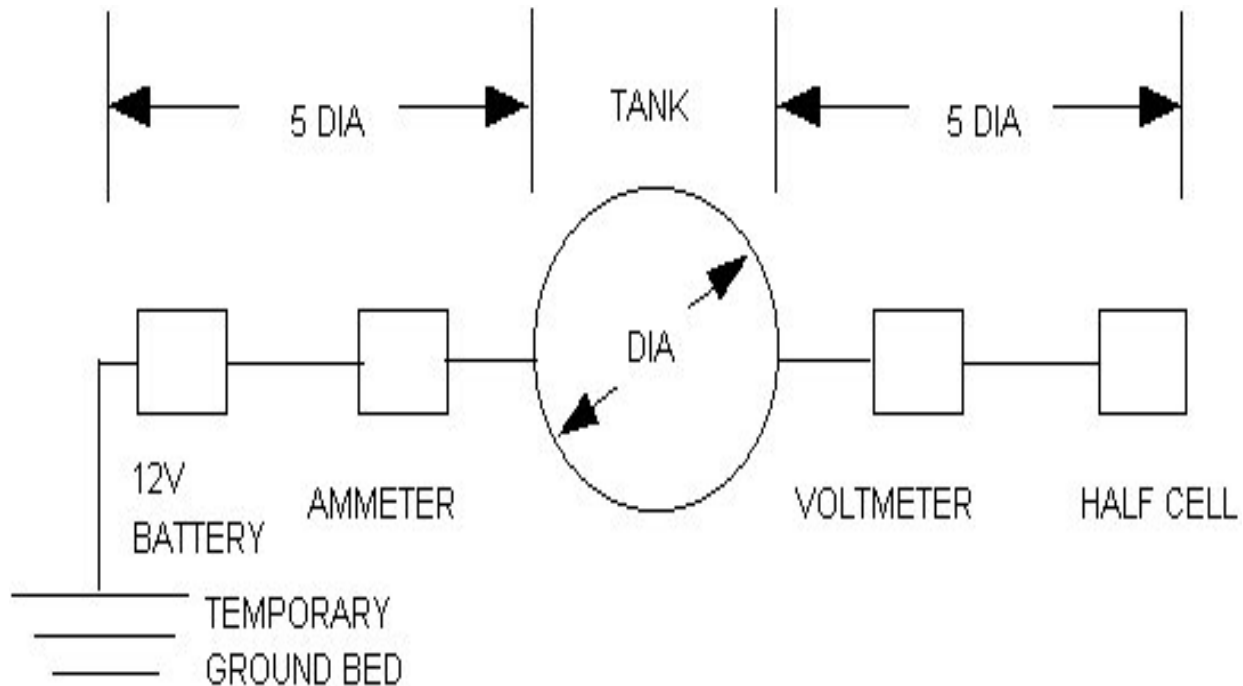 5 DIA
TANK
5 DIA
DIA
12V
BATTERY
AMMETER
VOLTMETER
HALF CELL
TEMPORARY
GROUND BED